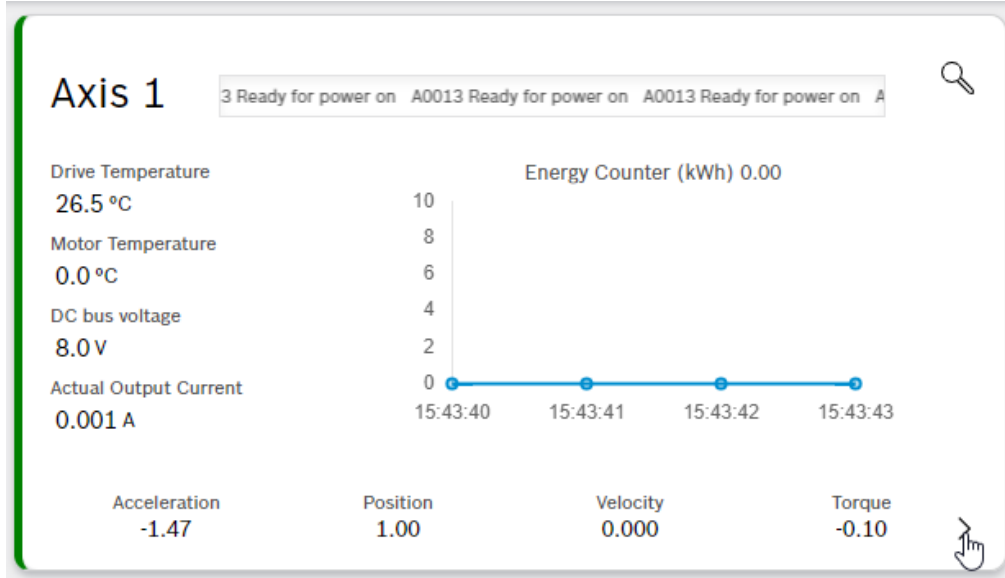 Axis 1
3 Ready for power on A0013 Ready for power on A0013 Ready for power on A
Drive Temperature
26.5 ºC
Motor Temperature
0.0 ºC
DC bus voltage
8.0 V
Actual Output Current
0.001 A
Energy Counter (kWh) 0.00
10
8
6
4
2
0
15:43:40 15:43:41 15:43:42 15:43:43
Acceleration Position Velocity Torque
-1.47 1.00 0.000 -0.10